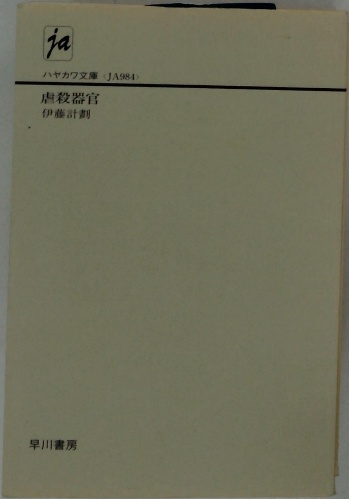 ja
ハヤカワ文庫〈JA984〉
虐殺器官
伊藤計劃
早川書房